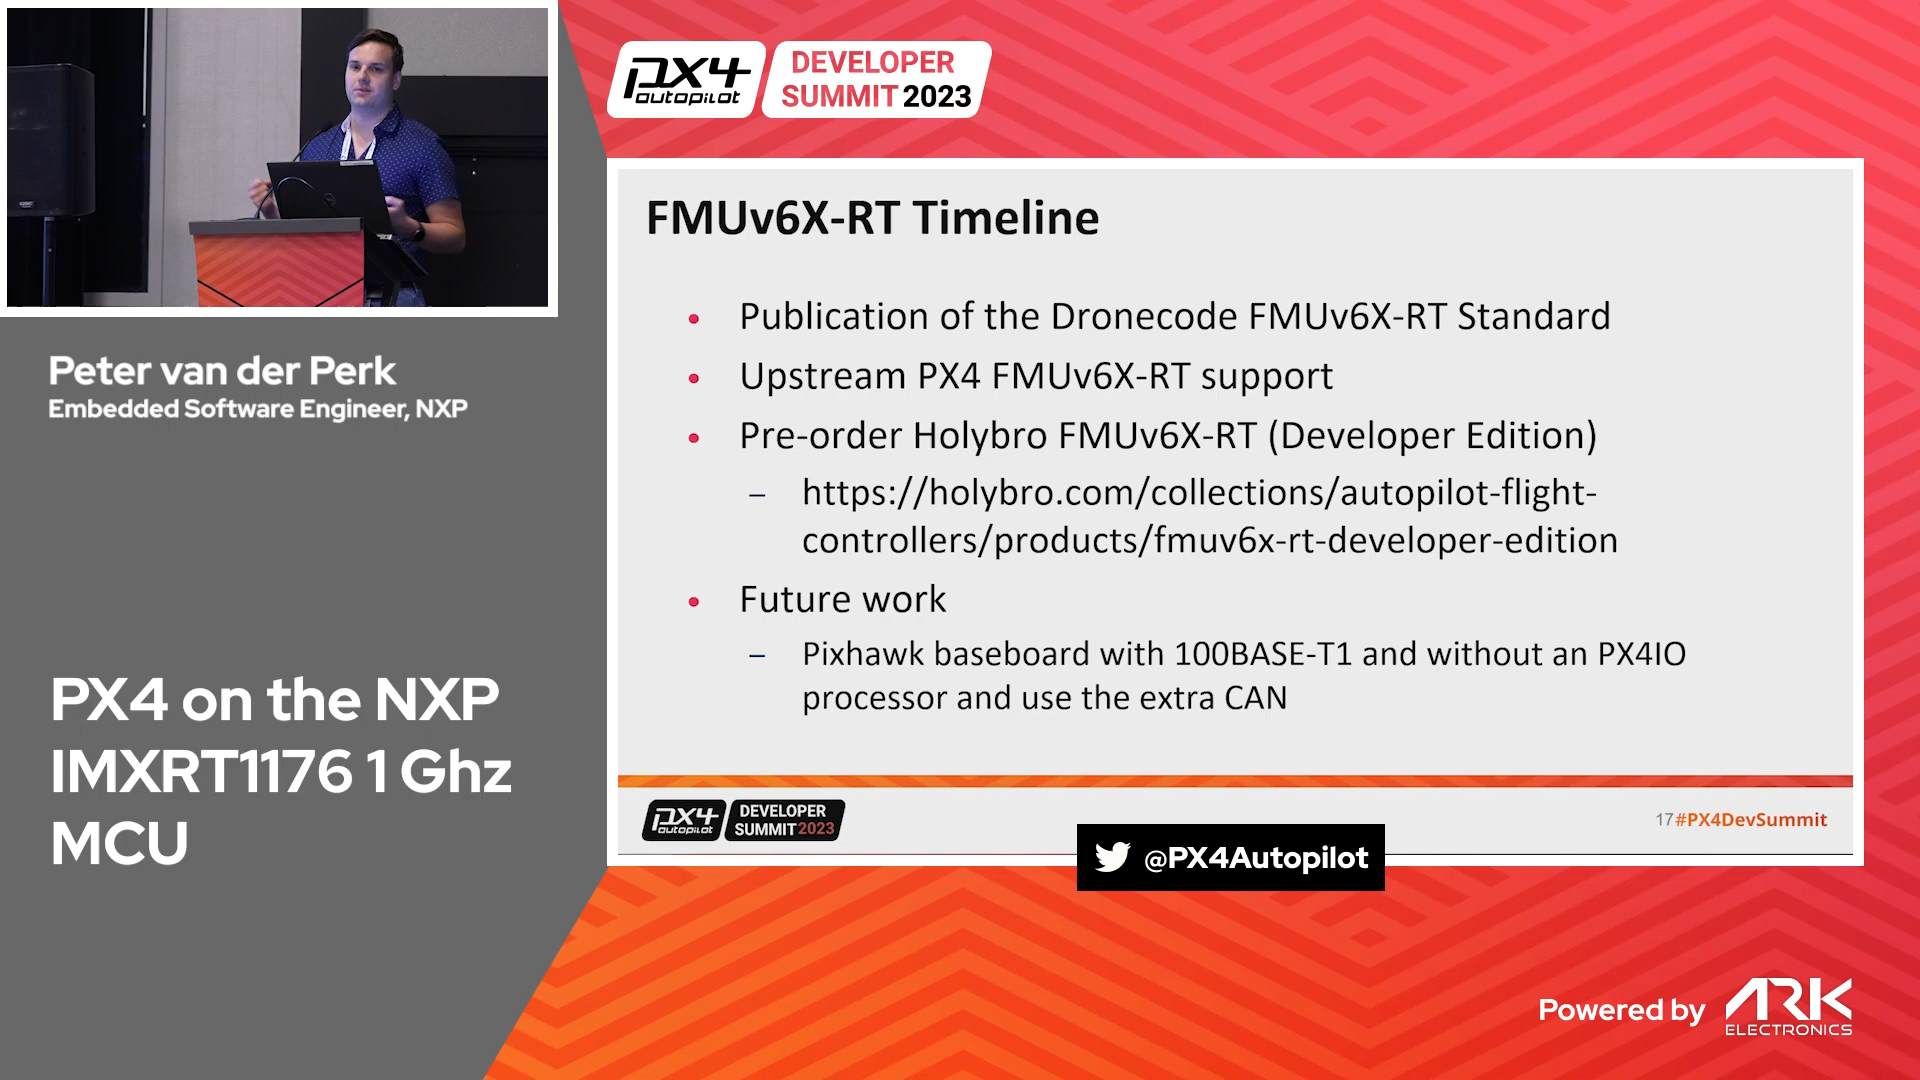 PX4
autopilot
DEVELOPER
SUMMIT 2023
Peter van der Perk
Embedded Software Engineer, NXP
PX4 on the NXP
IMXRT1176 1 Ghz
MCU
FMUv6X-RT Timeline
• Publication of the Dronecode FMUv6X-RT Standard
• Upstream PX4 FMUv6X-RT support
• Pre-order Holybro FMUv6X-RT (Developer Edition)
– https://holybro.com/collections/autopilot-flight-
controllers/products/fmuv6x-rt-developer-edition
• Future work
– Pixhawk baseboard with 100BASE-T1 and without an PX4IO
processor and use the extra CAN
PX4
autopilot
DEVELOPER
SUMMIT 2023
17 #PX4DevSummit
@PX4Autopilot
Powered by ARK
ELECTRONICS